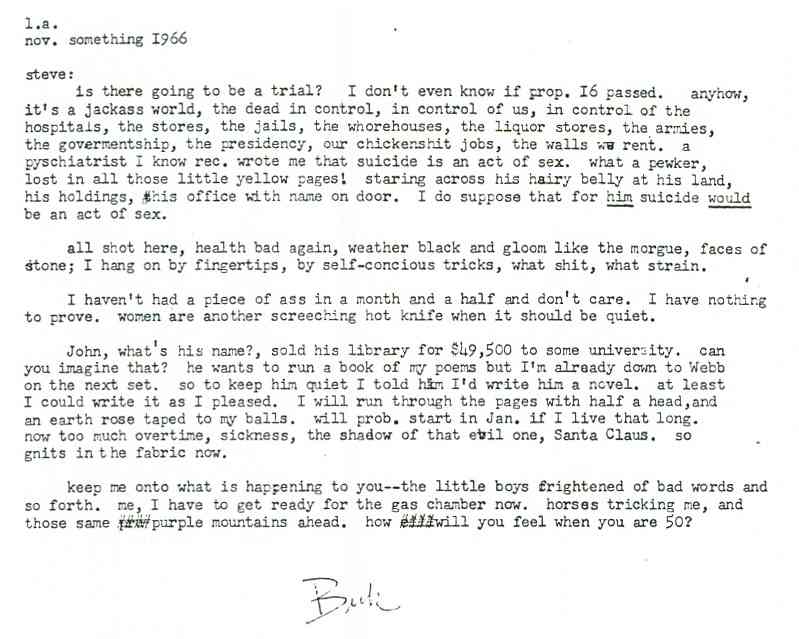 l.a.
nov. something I966
steve:
is there going to be a trial? I don't even know if prop. I6 passed. anyhow,
it's a jackass world, the dead in control, in control of us, in control of the
hospitals, the stores, the jails, the whorehouses, the liquor stores, the armies,
the govermentship, the presidency, our chickenshit jobs, the walls we rent. a
pyschiatrist I know rec. wrote me that suicide is an act of sex. what a pewker,
lost in all those little yellow pages! staring across his hairy belly at his land,
his holdings, his office with name on door. I do suppose that for him suicide would
be an act of sex.
all shot here, health bad again, weather black and gloom like the morgue, faces of
stone; I hang on by fingertips, by self-concious tricks, what shit, what strain.
I haven't had a piece of ass in a month and a half and don't care. I have nothing
to prove. women are another screeching hot knife when it should be quiet.
John, what's his name?, sold his library for $49,500 to some university. can
you imagine that? he wants to run a book of my poems but I'm already down to Webb
on the next set. so to keep him quiet I told him I'd write him a novel. at least
I could write it as I pleased. I will run through the pages with half a head,and
an earth rose taped to my balls. will prob. start in Jan. if I live that long.
now too much overtime, sickness, the shadow of that evil one, Santa Claus. so
gnits in the fabric now.
keep me onto what is happening to you--the little boys frightened of bad words and
so forth. me, I have to get ready for the gas chamber now. horses tricking me, and
those same purple mountains ahead. how will you feel when you are 50?
Buk